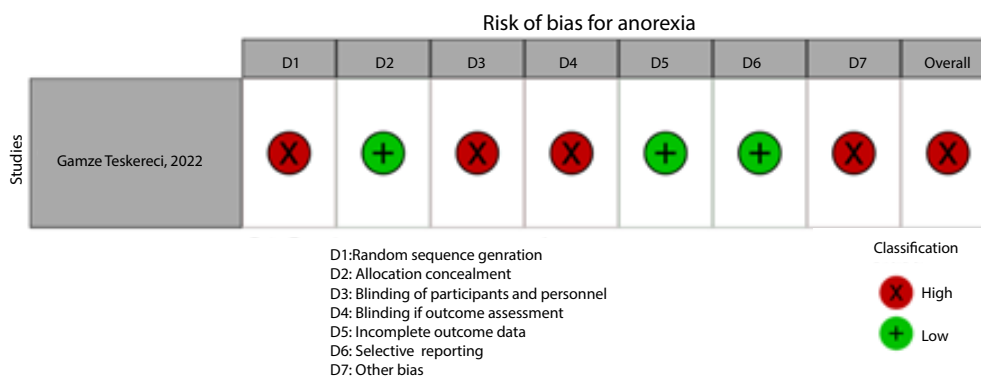 Risk of bias for anorexia
D1 D2 D3 D4 D5 D6 D7 Overall
Studies
Gamze Teskereci, 2022
X + X X + + X X
D1:Random sequence genration
D2: Allocation concealment
D3: Blinding of participants and personnel
D4: Blinding if outcome assessment
D5: Incomplete outcome data
D6: Selective reporting
D7: Other bias
Classification
X High
+ Low